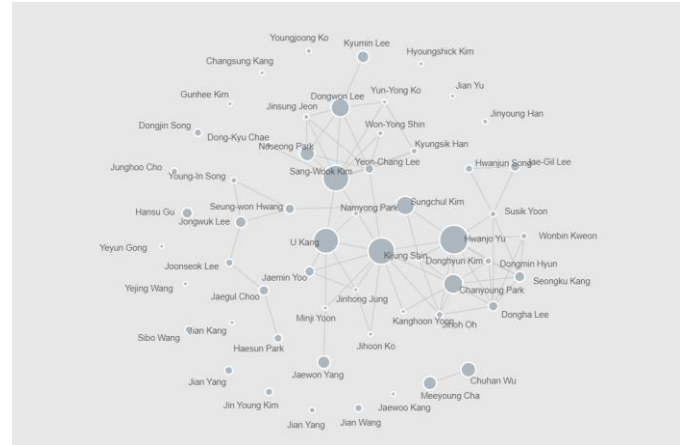 Youngjoong Ko
Kyumin Lee
Hyoungshick Kim
Changsung Kang
Jian Yu
Gunhee Kim
Dongwon Lee
Yun-Yong Ko
Jinsung Jeon
Jinyoung Han
Dongjin Song
Won-Yong Shin
Dong-Kyu Chae
Noseong Park
Kyungsik Han
Yeon-Chang Lee
Hwanjun Song
Jae-Gil Lee
Junghoo Cho
Sang-Wook Kim
Young-In Song
Seung-won Hwang
Namyong Park
Sungchul Kim
Hansu Gu
Jongwuk Lee
Susik Yoon
Yeyun Gong
U Kang
Hwanjo Yu
Wonbin Kweon
Kijung Shin
Donghyun Kim
Dongmin Hyun
Joonseok Lee
Jaemin Yoo
Seongku Kang
Yejing Wang
Jaegul Choo
Jinhong Jung
Chanyoung Park
Minji Yoon
Kanghoon Yoon
Jinoh Oh
Dongha Lee
Sibo Wang
Jian Kang
Haesun Park
Jihoon Ko
Jaewon Yang
Jian Yang
Chuhan Wu
Meeyoung Cha
Jin Young Kim
Jaewoo Kang
Jian Yang
Jian Wang